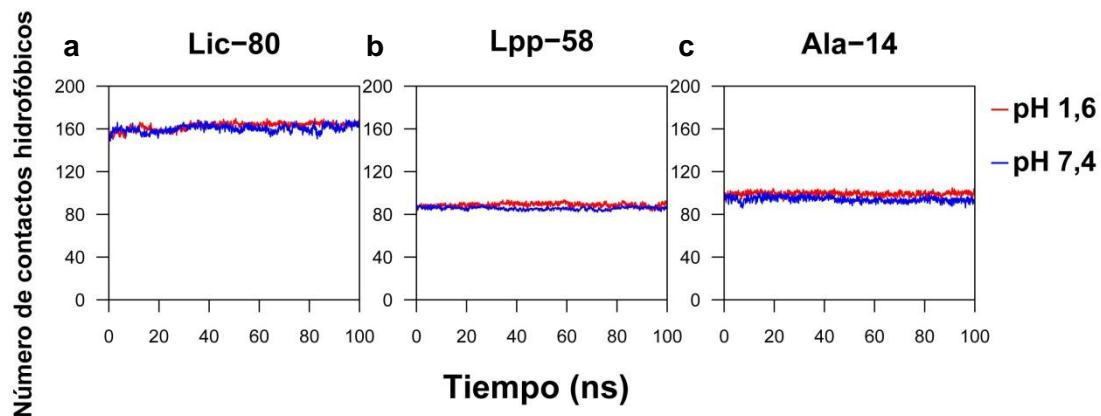 a Lic−80 b Lpp−58 c Ala−14
Número de contactos hidrofóbicos
200 200 200
160 160 160
120 120 120
80 80 80
40 40 40
0 0 0
0 20 40 60 80 100 0 20 40 60 80 100 0 20 40 60 80 100
pH 1,6
pH 7,4
Tiempo (ns)